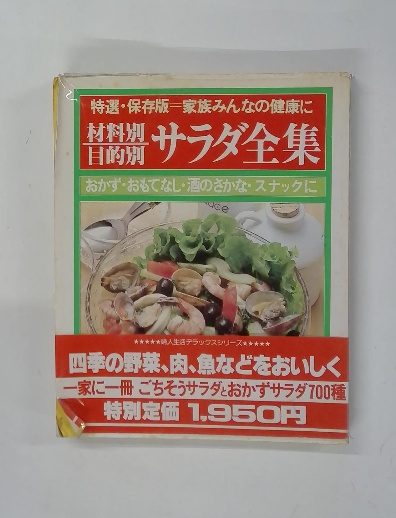 特選・保存版=家族みんなの健康に
材料別
目的別
サラダ全集
おかず・おもてなし・酒のさかな・スナックに
★★★★★婦人生活デラックスシリーズ★★★★★
四季の野菜、肉、魚などをおいしく
一家に一冊 ごちそうサラダとおかずサラダ700種
特別定価 1,950円